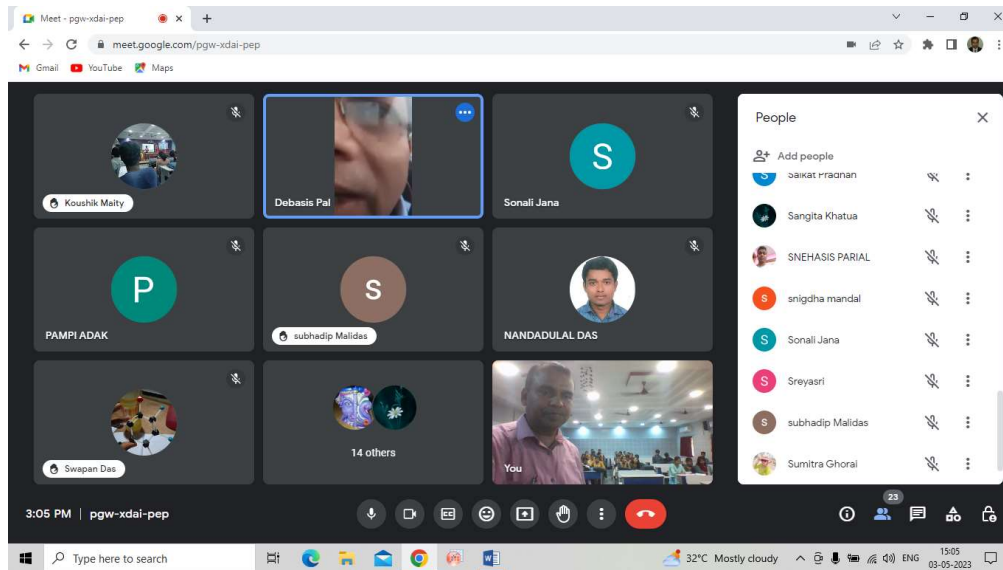 Meet - pgw-xdai-pep
meet.google.com/pgw-xdai-pep
Gmail YouTube Maps
Koushik Maity
Debasis Pal
S
Sonali Jana
P
PAMPI ADAK
S
subhadip Malidas
NANDADULAL DAS
Swapan Das
14 others
You
People
Add people
S Saikat Pradhan
Sangita Khatua
SNEHASIS PARIAL
s snigdha mandal
S Sonali Jana
S Sreyasri
s subhadip Malidas
Sumitra Ghorai
3:05 PM | pgw-xdai-pep
CC
23
Type here to search
W
32°C Mostly cloudy
ENG
15:05
03-05-2023